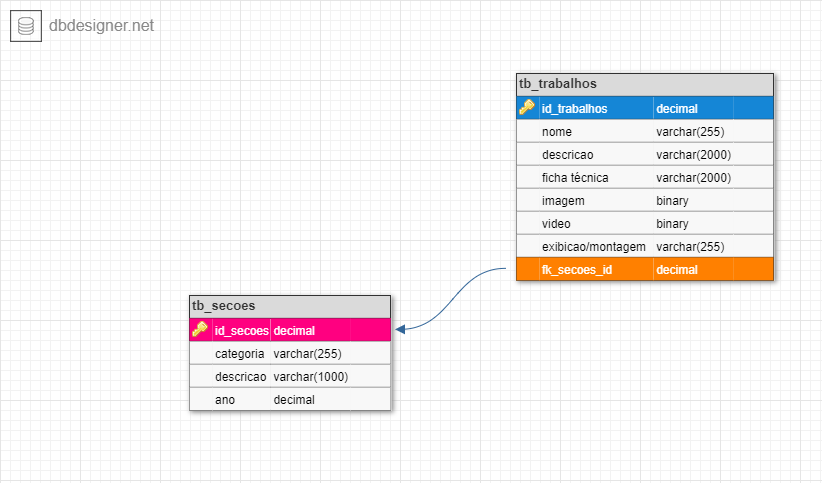 dbdesigner.net
tb_trabalhos
id_trabalhos decimal
nome varchar(255)
descricao varchar(2000)
ficha técnica varchar(2000)
imagem binary
video binary
exibicao/montagem varchar(255)
fk_secoes_id decimal
tb_secoes
id_secoes decimal
categoria varchar(255)
descricao varchar(1000)
ano decimal